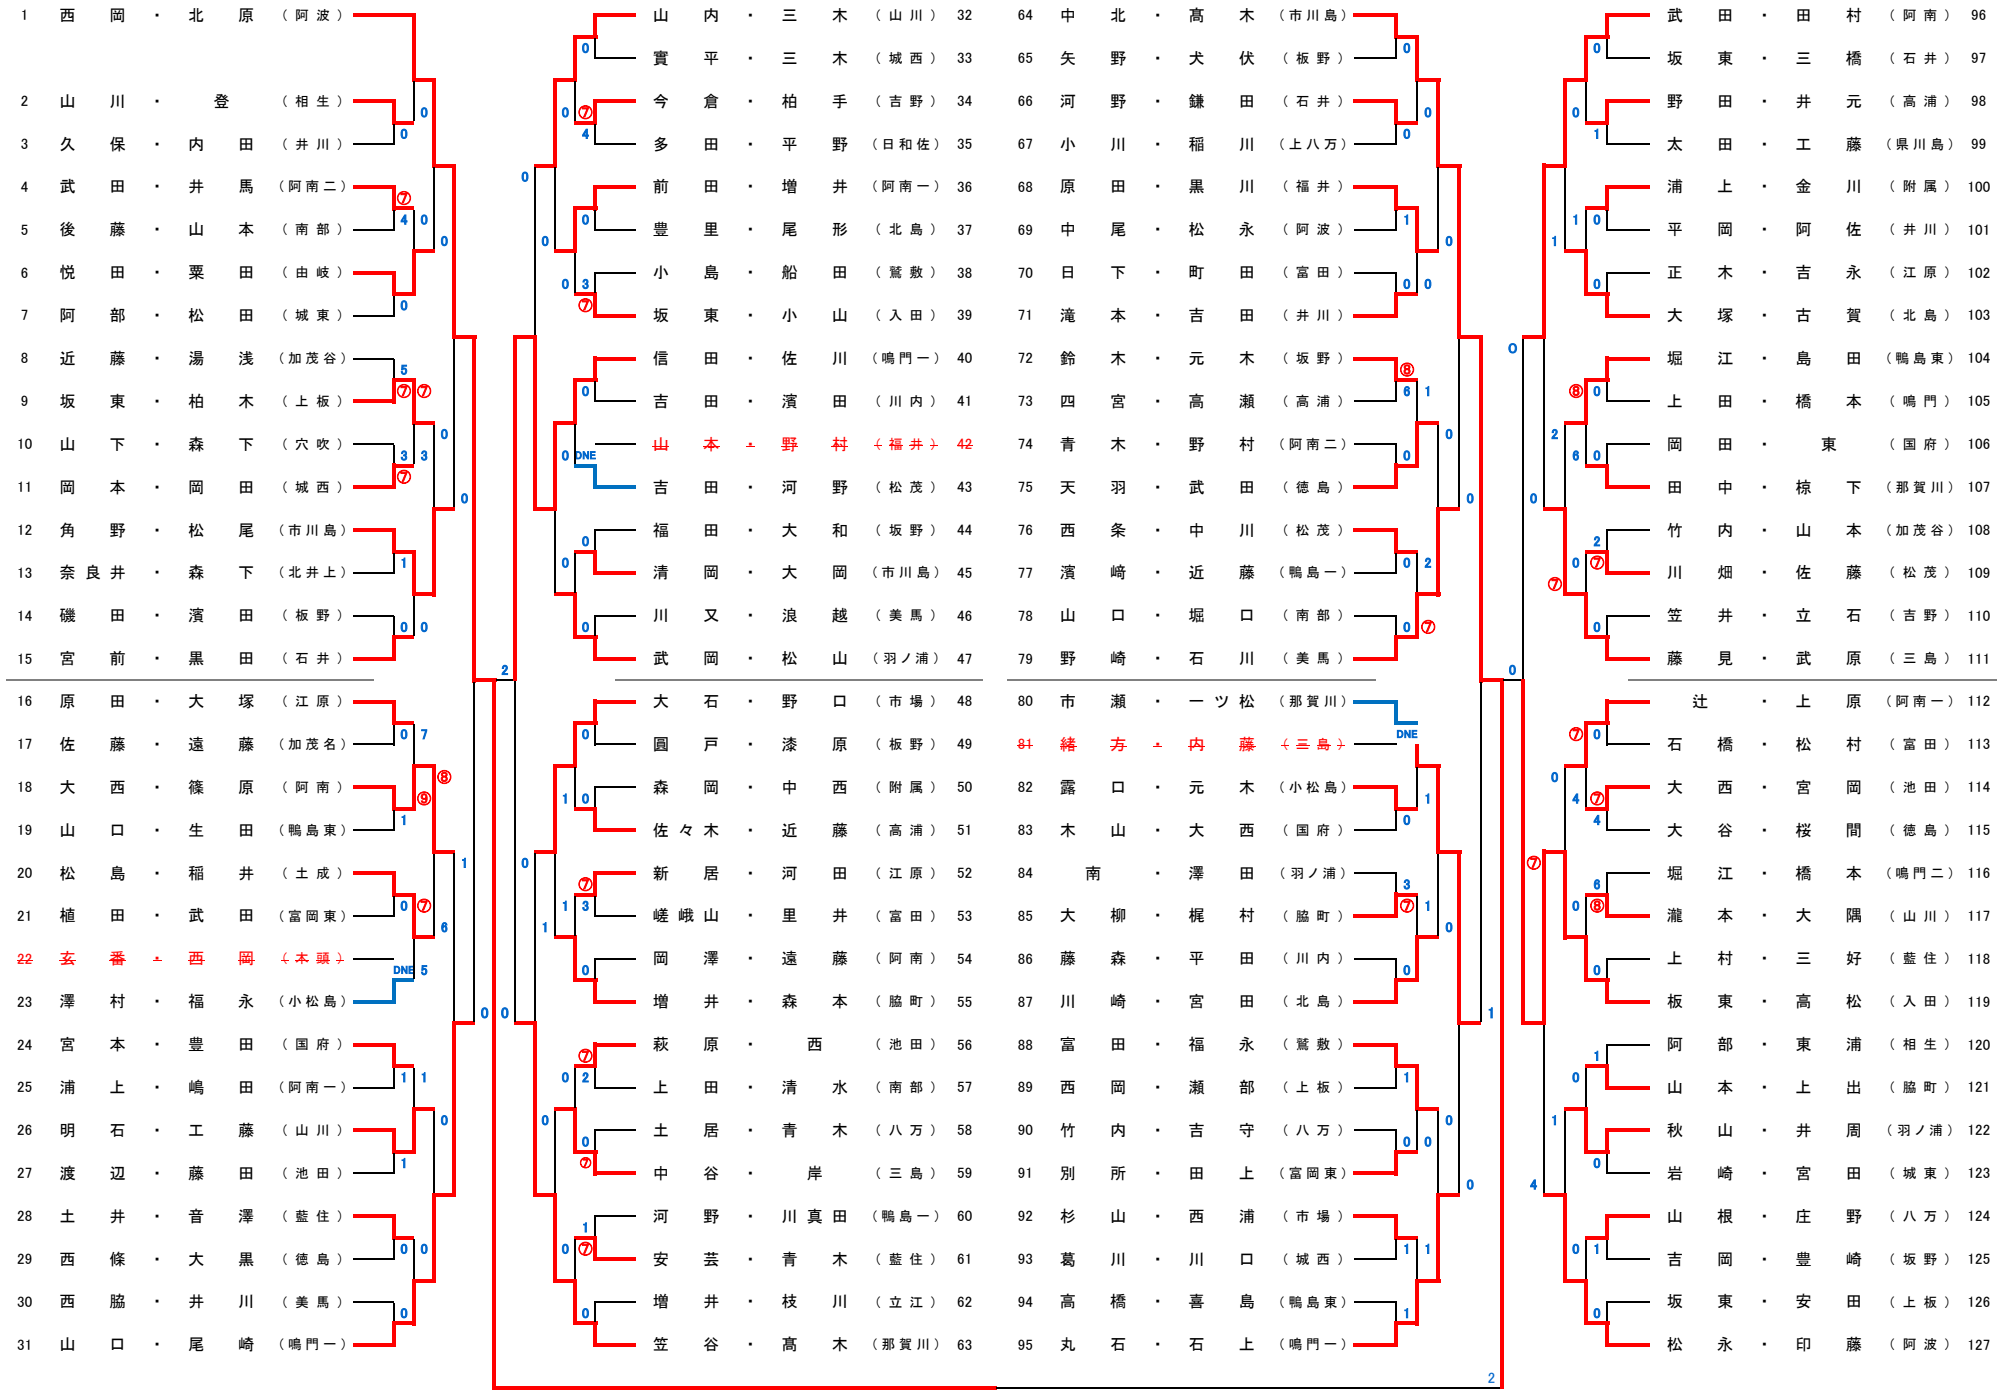 1 西岡・北原 (阿波)
2 山川・登 (相生)
3 久保・内田 (井川)
4 武田・井馬 (阿南二)
5 後藤・山本 (南部)
6 悦田・粟田 (由岐)
7 阿部・松田 (城東)
8 近藤・湯浅 (加茂谷)
9 坂東・柏木 (上板)
10 山下・森下 (穴吹)
11 岡本・岡田 (城西)
12 角野・松尾 (市川島)
13 奈良井・森下 (北井上)
14 磯田・濱田 (板野)
15 宮前・黒田 (石井)
16 原田・大塚 (江原)
17 佐藤・遠藤 (加茂名)
18 大西・篠原 (阿南)
19 山口・生田 (鴨島東)
20 松島・稲井 (土成)
21 植田・武田 (富岡東)
22 玄番・西岡 (木頭)
23 澤村・福永 (小松島)
24 宮本・豊田 (国府)
25 浦上・嶋田 (阿南一)
26 明石・工藤 (山川)
27 渡辺・藤田 (池田)
28 土井・音澤 (藍住)
29 西條・大黒 (徳島)
30 西脇・井川 (美馬)
31 山口・尾崎 (鳴門一)
山内・三木 (山川) 32
實平・三木 (城西) 33
今倉・柏手 (吉野) 34
多田・平野 (日和佐) 35
前田・増井 (阿南一) 36
豊里・尾形 (北島) 37
小島・船田 (鷲敷) 38
坂東・小山 (入田) 39
信田・佐川 (鳴門一) 40
吉田・濱田 (川内) 41
山本・野村 (福井) 42
吉田・河野 (松茂) 43
福田・大和 (坂野) 44
清岡・大岡 (市川島) 45
川又・浪越 (美馬) 46
武岡・松山 (羽ノ浦) 47
大石・野口 (市場) 48
圓戸・漆原 (板野) 49
森岡・中西 (附属) 50
佐々木・近藤 (高浦) 51
新居・河田 (江原) 52
嵯峨山・里井 (富田) 53
岡澤・遠藤 (阿南) 54
増井・森本 (脇町) 55
萩原・西 (池田) 56
上田・清水 (南部) 57
土居・青木 (八万) 58
中谷・岸 (三島) 59
河野・川真田 (鴨島一) 60
安芸・青木 (藍住) 61
増井・枝川 (立江) 62
笠谷・髙木 (那賀川) 63
64 中北・髙木 (市川島)
65 矢野・犬伏 (板野)
66 河野・鎌田 (石井)
67 小川・稲川 (上八万)
68 原田・黒川 (福井)
69 中尾・松永 (阿波)
70 日下・町田 (富田)
71 滝本・吉田 (井川)
72 鈴木・元木 (坂野)
73 四宮・高瀬 (高浦)
74 青木・野村 (阿南二)
75 天羽・武田 (徳島)
76 西条・中川 (松茂)
77 濱﨑・近藤 (鴨島一)
78 山口・堀口 (南部)
79 野崎・石川 (美馬)
80 市瀬・一ツ松 (那賀川)
81 緒方・内藤 (三島)
82 露口・元木 (小松島)
83 木山・大西 (国府)
84 南・澤田 (羽ノ浦)
85 大柳・梶村 (脇町)
86 藤森・平田 (川内)
87 川崎・宮田 (北島)
88 富田・福永 (鷲敷)
89 西岡・瀬部 (上板)
90 竹内・吉守 (八万)
91 別所・田上 (富岡東)
92 杉山・西浦 (市場)
93 葛川・川口 (城西)
94 高橋・喜島 (鴨島東)
95 丸石・石上 (鳴門一)
武田・田村 (阿南) 96
坂東・三橋 (石井) 97
野田・井元 (高浦) 98
太田・工藤 (県川島) 99
浦上・金川 (附属) 100
平岡・阿佐 (井川) 101
正木・吉永 (江原) 102
大塚・古賀 (北島) 103
堀江・島田 (鴨島東) 104
上田・橋本 (鳴門) 105
岡田・東 (国府) 106
田中・椋下 (那賀川) 107
竹内・山本 (加茂谷) 108
川畑・佐藤 (松茂) 109
笠井・立石 (吉野) 110
藤見・武原 (三島) 111
辻・上原 (阿南一) 112
石橋・松村 (富田) 113
大西・宮岡 (池田) 114
大谷・桜間 (徳島) 115
堀江・橋本 (鳴門二) 116
瀧本・大隅 (山川) 117
上村・三好 (藍住) 118
板東・高松 (入田) 119
阿部・東浦 (相生) 120
山本・上出 (脇町) 121
秋山・井周 (羽ノ浦) 122
岩崎・宮田 (城東) 123
山根・庄野 (八万) 124
吉岡・豊崎 (坂野) 125
坂東・安田 (上板) 126
松永・印藤 (阿波) 127